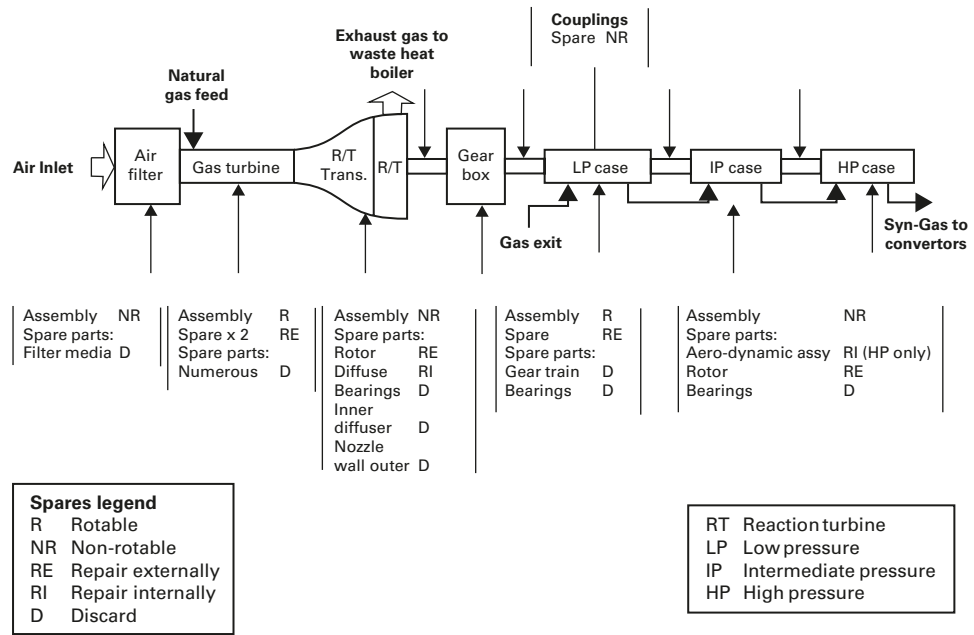 Couplings
Spare NR
Exhaust gas to
waste heat
boiler
Natural
gas feed
Air Inlet
Air
filter
Gas turbine
R/T
Trans.
R/T
Gear
box
LP case
IP case
HP case
Gas exit
Syn-Gas to
convertors
Assembly NR
Spare parts:
Filter media D
Assembly R
Spare x 2 RE
Spare parts:
Numerous D
Assembly NR
Spare parts:
Rotor RE
Diffuse RI
Bearings D
Inner
diffuser D
Nozzle
wall outer D
Assembly R
Spare RE
Spare parts:
Gear train D
Bearings D
Assembly NR
Spare parts:
Aero-dynamic assy RI (HP only)
Rotor RE
Bearings D
Spares legend
R Rotable
NR Non-rotable
RE Repair externally
RI Repair internally
D Discard
RT Reaction turbine
LP Low pressure
IP Intermediate pressure
HP High pressure